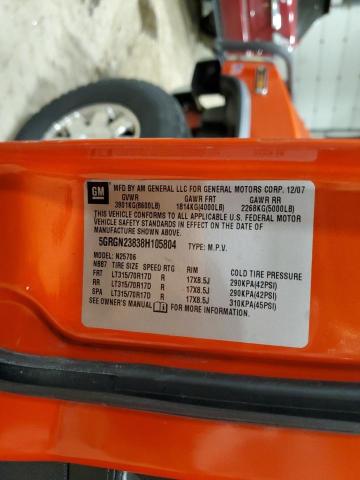 GM
MFD BY AM GENERAL LLC FOR GENERAL MOTORS CORP. 12/07
GVWR GAWR FRT GAWR RR
3901KG(8600LB) 1814KG(4000LB) 2268KG(5000LB)
THIS VEHICLE CONFORMS TO ALL APPLICABLE U.S. FEDERAL MOTOR
VEHICLE SAFETY STANDARDS IN EFFECT ON THE DATE OF
MANUFACTURE SHOWN ABOVE.
5GRGN23838H105804 TYPE: M.P.V.
MODEL: N25706
NBB7 TIRE SIZE SPEED RTG RIM COLD TIRE PRESSURE
FRT LT315/70R17D R 17X8.5J 290KPA(42PSI)
RR LT315/70R17D R 17X8.5J 290KPA(42PSI)
SPA LT315/70R17D R 17X8.5J 310KPA(45PSI)
SEE OWNER'S MANUAL FOR MORE INFORMATION.